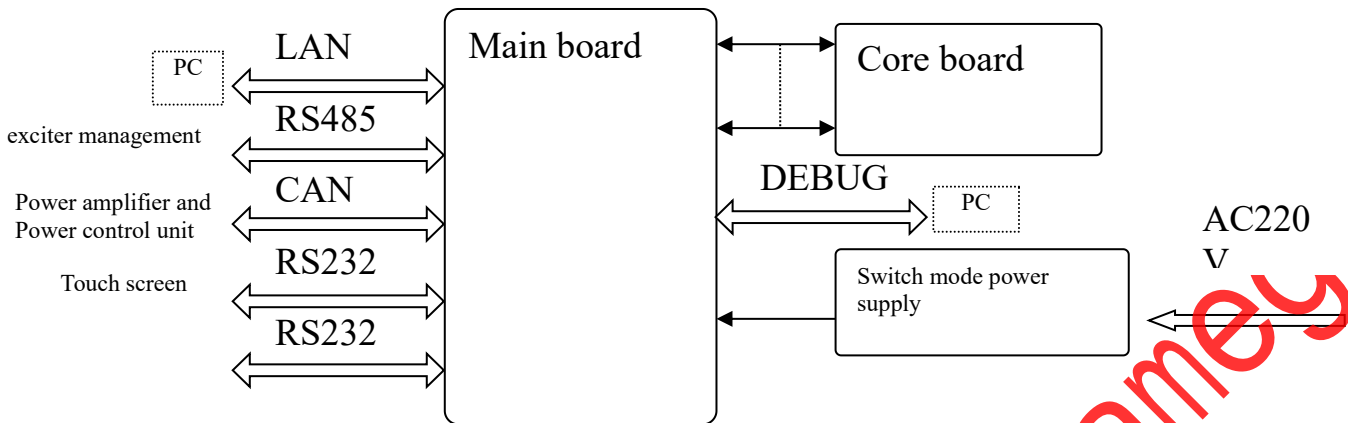 LAN
PC
RS485
exciter management
CAN
Power amplifier and
Power control unit
RS232
Touch screen
RS232
Main board
Core board
DEBUG
PC
AC220
V
Switch mode power
supply